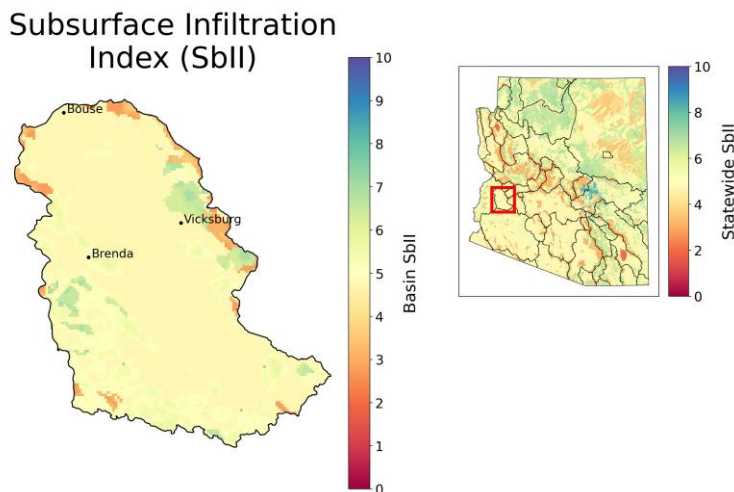 Subsurface Infiltration
Index (SbII)
Bouse
Vicksburg
Brenda
10
9
8
7
6
5
4
3
2
1
0
Basin SbII
10
8
6
4
2
0
Statewide SbII